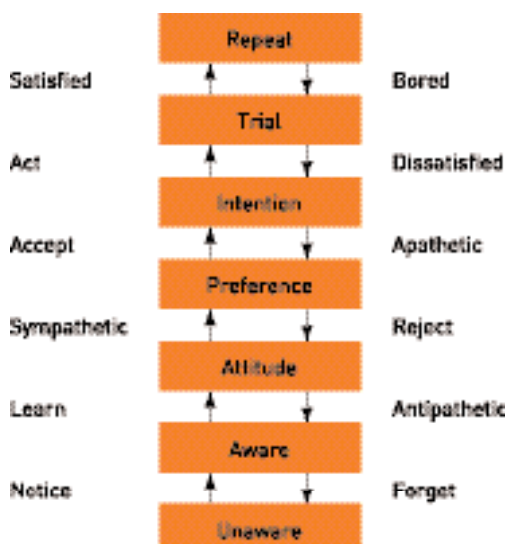 Repeat
Satisfied Bored
Trial
Act Dissatisfied
Intention
Accept Apathetic
Preference
Sympathetic Reject
Attitude
Learn Antipathetic
Aware
Notice Forget
Unaware